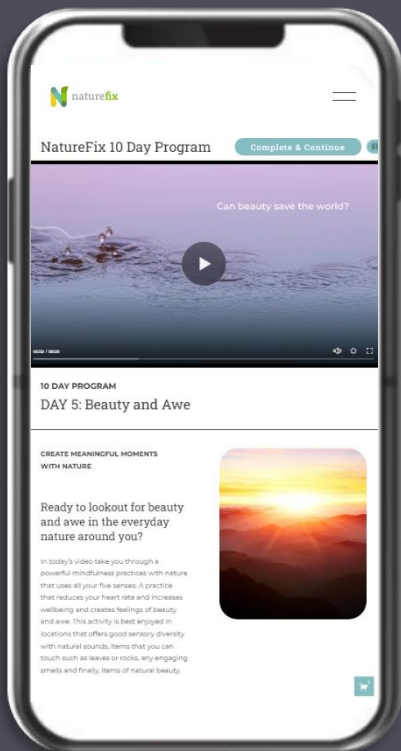 naturefix
NatureFix 10 Day Program
Complete & Continue
Can beauty save the world?
10 DAY PROGRAM
DAY 5: Beauty and Awe
CREATE MEANINGFUL MOMENTS
WITH NATURE
Ready to lookout for beauty
and awe in the everyday
nature around you?
In today's video take you through a
powerful mindfulness practices with nature
that uses all your five senses. A practice
that reduces your heart rate and increases
wellbeing and creates feelings of beauty
and awe. This activity is best enjoyed in
locations that offers good sensory diversity
with natural sounds, items that you can
touch such as leaves or rocks, any engaging
smells and finally, items of natural beauty.